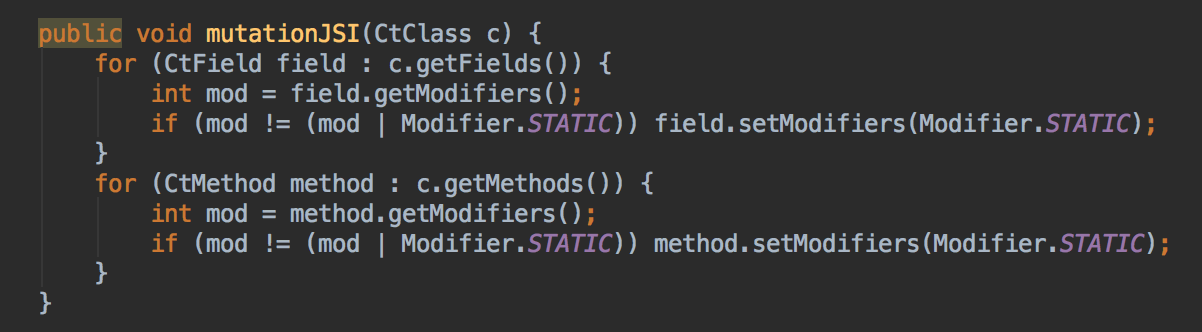 public void mutationJSI(CtClass c) {
    for (CtField field : c.getFields()) {
        int mod = field.getModifiers();
        if (mod != (mod | Modifier.STATIC)) field.setModifiers(Modifier.STATIC);
    }
    for (CtMethod method : c.getMethods()) {
        int mod = method.getModifiers();
        if (mod != (mod | Modifier.STATIC)) method.setModifiers(Modifier.STATIC);
    }
}